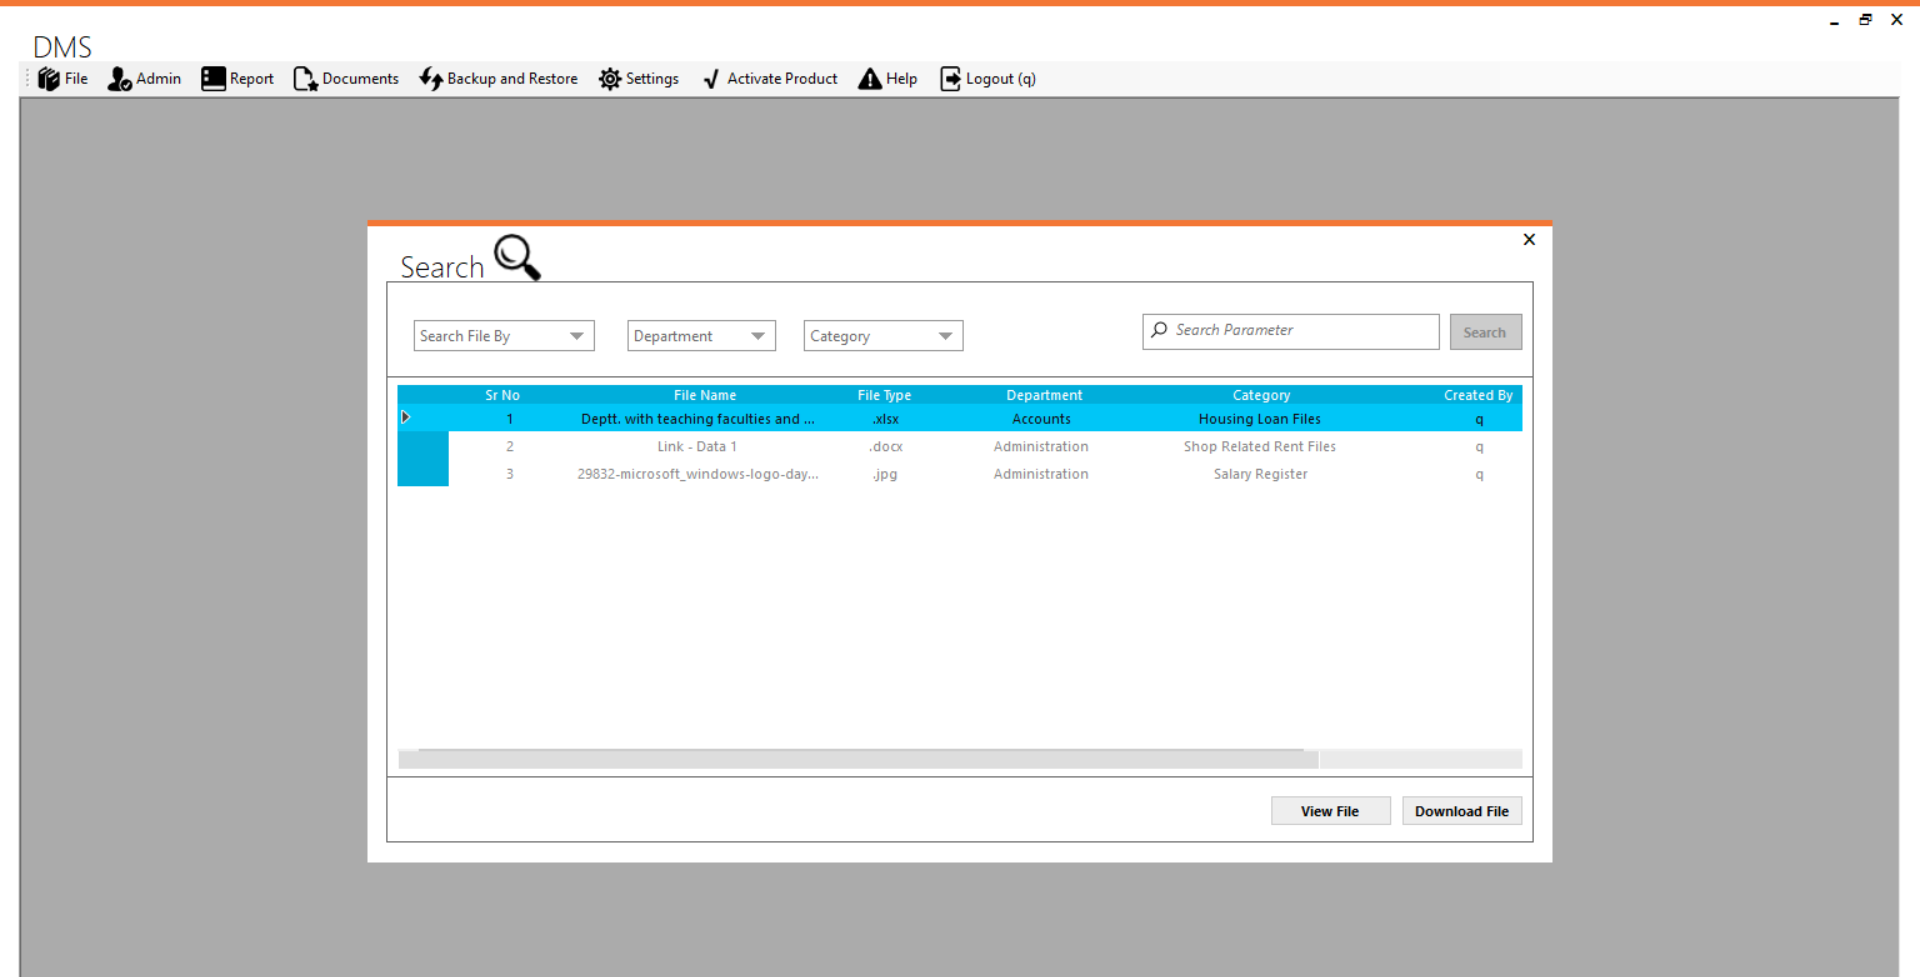 DMS
File Admin Report Documents Backup and Restore Settings Activate Product Help Logout (q)
Search
Search File By Department Category Search Parameter Search
Sr No File Name File Type Department Category Created By
1 Deptt. with teaching faculties and ... .xlsx Accounts Housing Loan Files q
2 Link - Data 1 .docx Administration Shop Related Rent Files q
3 29832-microsoft_windows-logo-day... .jpg Administration Salary Register q
View File Download File